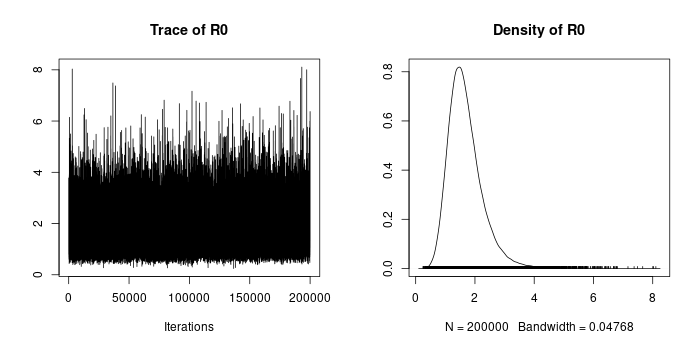 Trace of R0
8
6
4
2
0
0 50000 100000 150000 200000
Iterations
Density of R0
0.8
0.6
0.4
0.2
0.0
0 2 4 6 8
N = 200000 Bandwidth = 0.04768